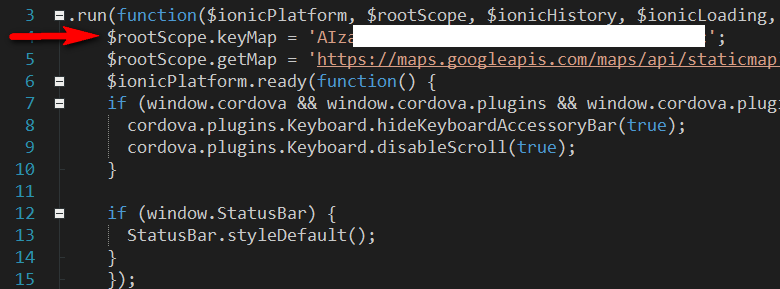 3 .run(function($ionicPlatform, $rootScope, $ionicHistory, $ionicLoading,
4 $rootScope.keyMap = 'AIza ';
5 $rootScope.getMap = 'https://maps.googleapis.com/maps/api/staticmap
6 $ionicPlatform.ready(function() {
7 if (window.cordova && window.cordova.plugins && window.cordova.plug
8 cordova.plugins.Keyboard.hideKeyboardAccessoryBar(true);
9 cordova.plugins.Keyboard.disableScroll(true);
10 }
11
12 if (window.StatusBar) {
13 StatusBar.styleDefault();
14 }
15 });